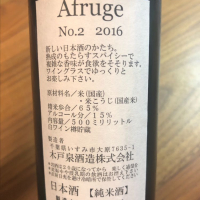 Afruge
No.2 2016
新しい日本酒のかたち。
熟成のもたらすスパイシーで
複雑な香味が食欲をそそります。
ワイングラスでゆっくりと
お楽しみ下さい。
原材料名／米(国産)
・米こうじ(国産米)
精米歩合／６５％
アルコール分／１５％
内容量／５００ミリリットル
白ワイン樽貯蔵
製造者
千葉県いすみ市大原7635-1
木戸泉酒造株式会社
日本酒【純米酒】